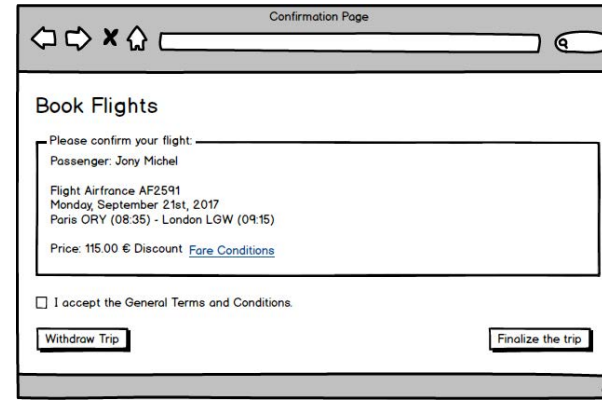 Confirmation Page
Book Flights
Please confirm your flight:
Passenger: Jony Michel
Flight Airfrance AF2591
Monday, September 21st, 2017
Paris ORY (08:35) - London LGW (09:15)
Price: 115.00 € Discount Fare Conditions
I accept the General Terms and Conditions.
Withdraw Trip
Finalize the trip